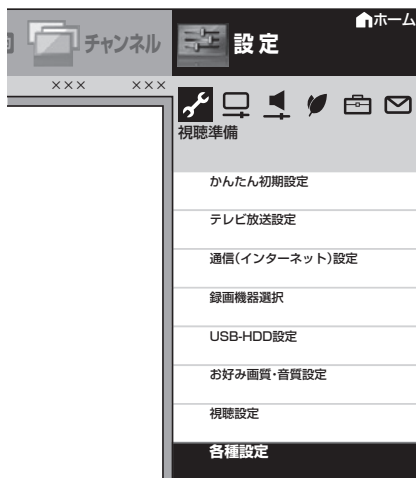 ホーム
チャンネル
設定
××× ×××
視聴準備
かんたん初期設定
テレビ放送設定
通信(インターネット)設定
録画機器選択
USB-HDD設定
お好み画質・音質設定
視聴設定
各種設定